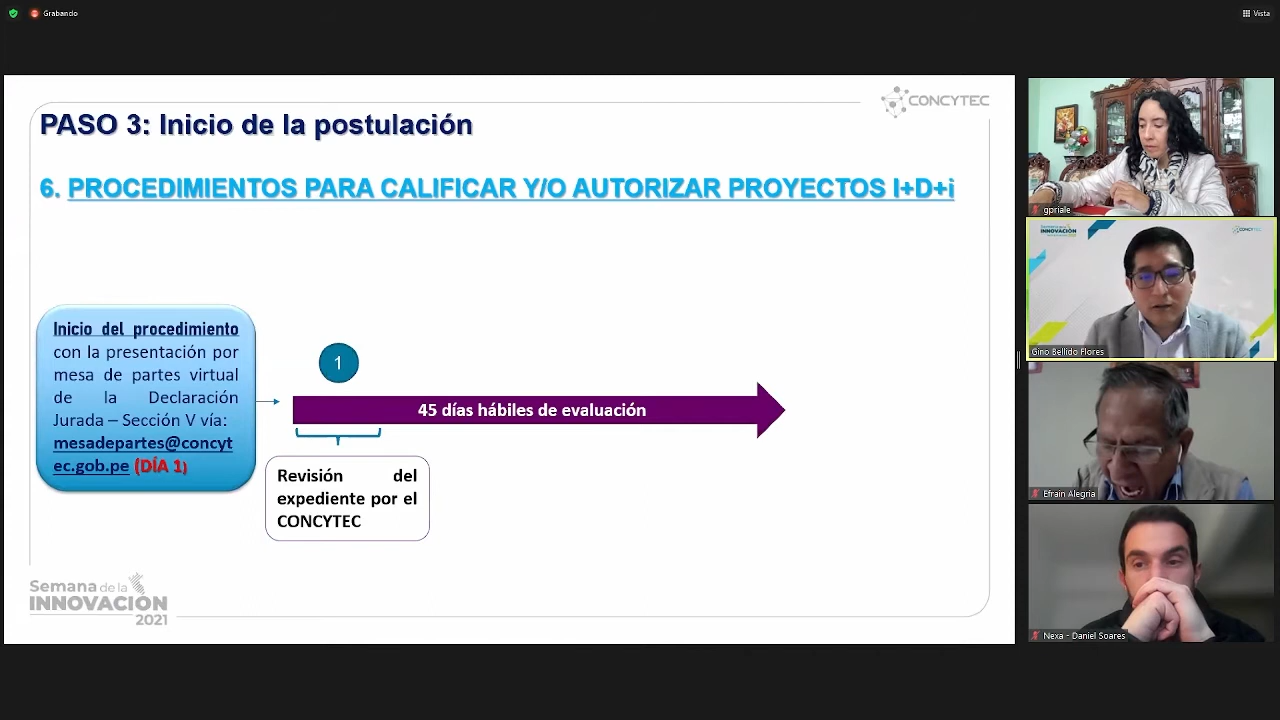 Grabando
Vista
CONCYTEC
PASO 3: Inicio de la postulación
6. PROCEDIMIENTOS PARA CALIFICAR Y/O AUTORIZAR PROYECTOS I+D+i
Inicio del procedimiento
con la presentación por
mesa de partes virtual
de la Declaración
Jurada – Sección V vía:
mesadepartes@concyt
ec.gob.pe (DÍA 1)
1
45 días hábiles de evaluación
Revisión del
expediente por el
CONCYTEC
Semana de la
INNOVACIÓN
2021
gpriale
INNOVACIÓN
CONCYTEC
Gino Bellido Flores
Efrain Alegria
Nexa - Daniel Soares